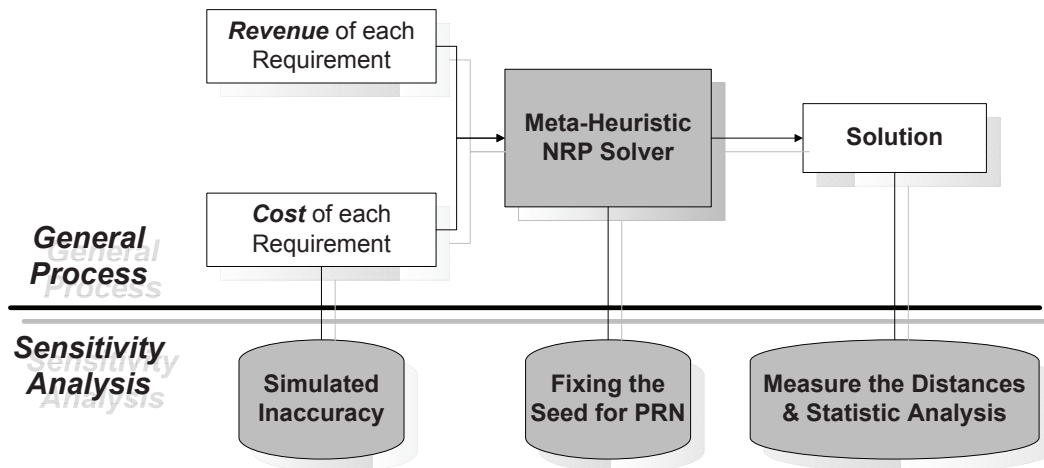 Revenue of each
Requirement
Meta-Heuristic
NRP Solver
Solution
Cost of each
Requirement
General
Process
Sensitivity
Analysis
Simulated
Inaccuracy
Fixing the
Seed for PRN
Measure the Distances
& Statistic Analysis